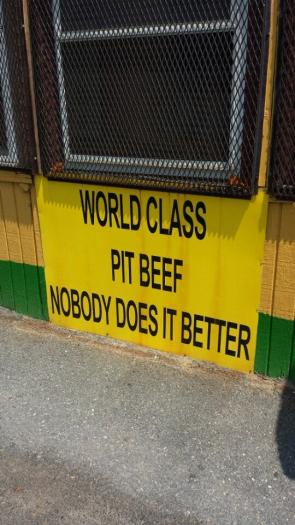 WORLD CLASS
PIT BEEF
NOBODY DOES IT BETTER